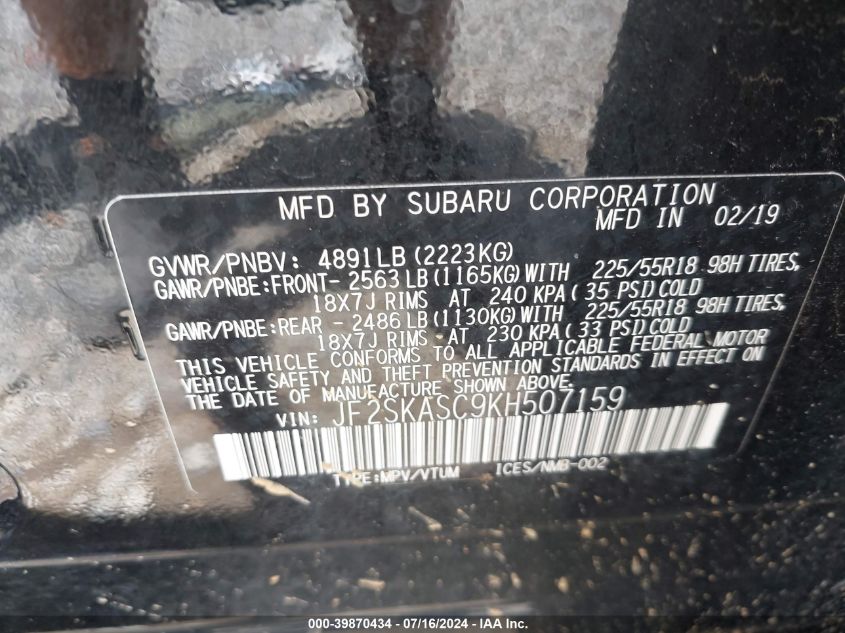 MFD BY SUBARU CORPORATION
MFD IN 02/19
GVWR/PNBV: 4891LB(2223KG)
GAWR/PNBE:FRONT- 2563LB(1165KG)WITH 225/55R18 98H TIRES,
18X7J RIMS AT 240 KPA(35 PSI)COLD
GAWR/PNBE:REAR - 2486LB(1130KG)WITH 225/55R18 98H TIRES,
18X7J RIMS AT 230 KPA(33 PSI)COLD
THIS VEHICLE CONFORMS TO ALL APPLICABLE FEDERAL MOTOR
VEHICLE SAFETY AND THEFT PREVENTION STANDARDS IN EFFECT ON
THE DATE OF MANUFACTURE SHOWN ABOVE.
VIN: JF2SKASC9KH507159
TYPE:MPV/VTUM ICES/NMB-002
000-39870434 - 07/16/2024 - IAA Inc.